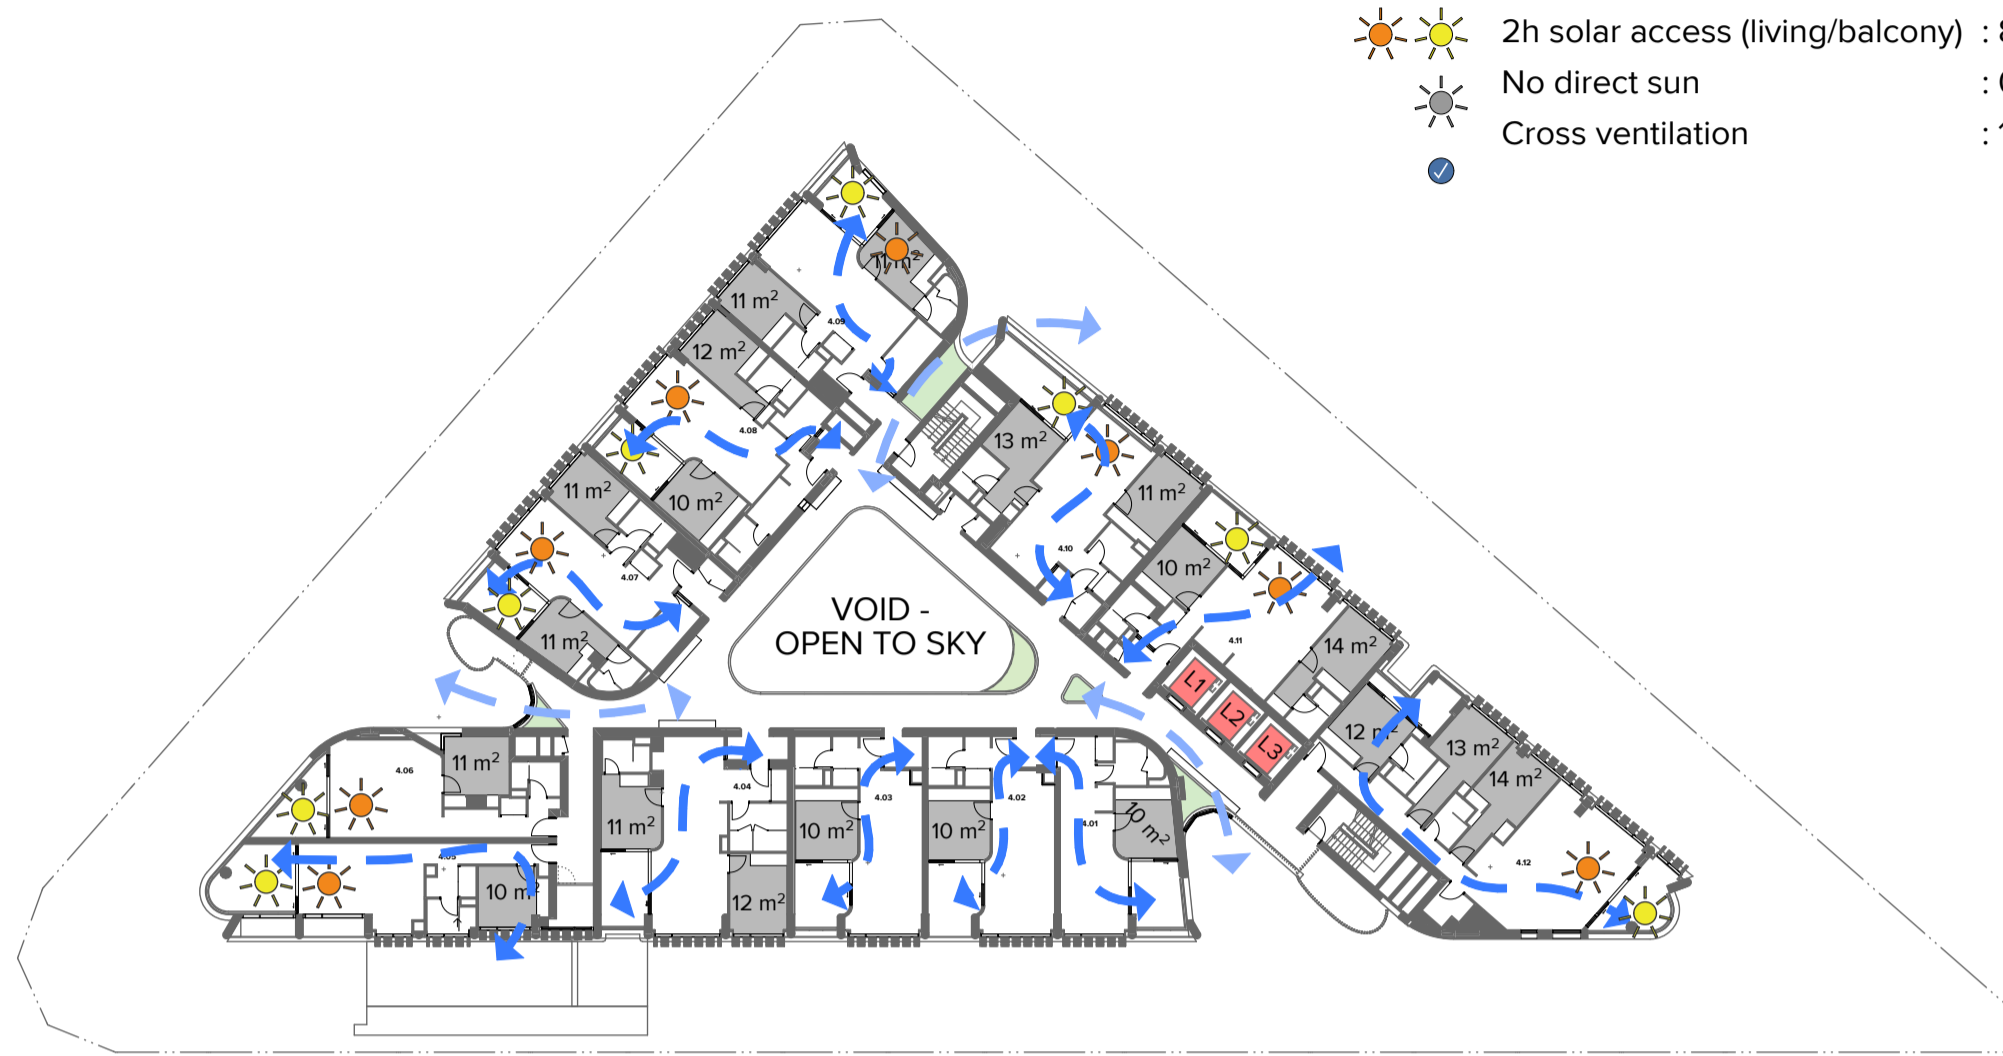 2h solar access (living/balcony) : 8
No direct sun :
Cross ventilation :
11 m²
11 m²
4.09
12 m²
4.08
13 m²
11 m²
10 m²
11 m²
4.10
10 m²
4.07
VOID -
OPEN TO SKY
11 m²
4.11
14 m²
L1
L2
L3
12 m²
13 m²
14 m²
11 m²
4.06
4.04
4.03
4.02
4.01
11 m²
10 m²
10 m²
10 m²
4.05
10 m²
12 m²
4.12